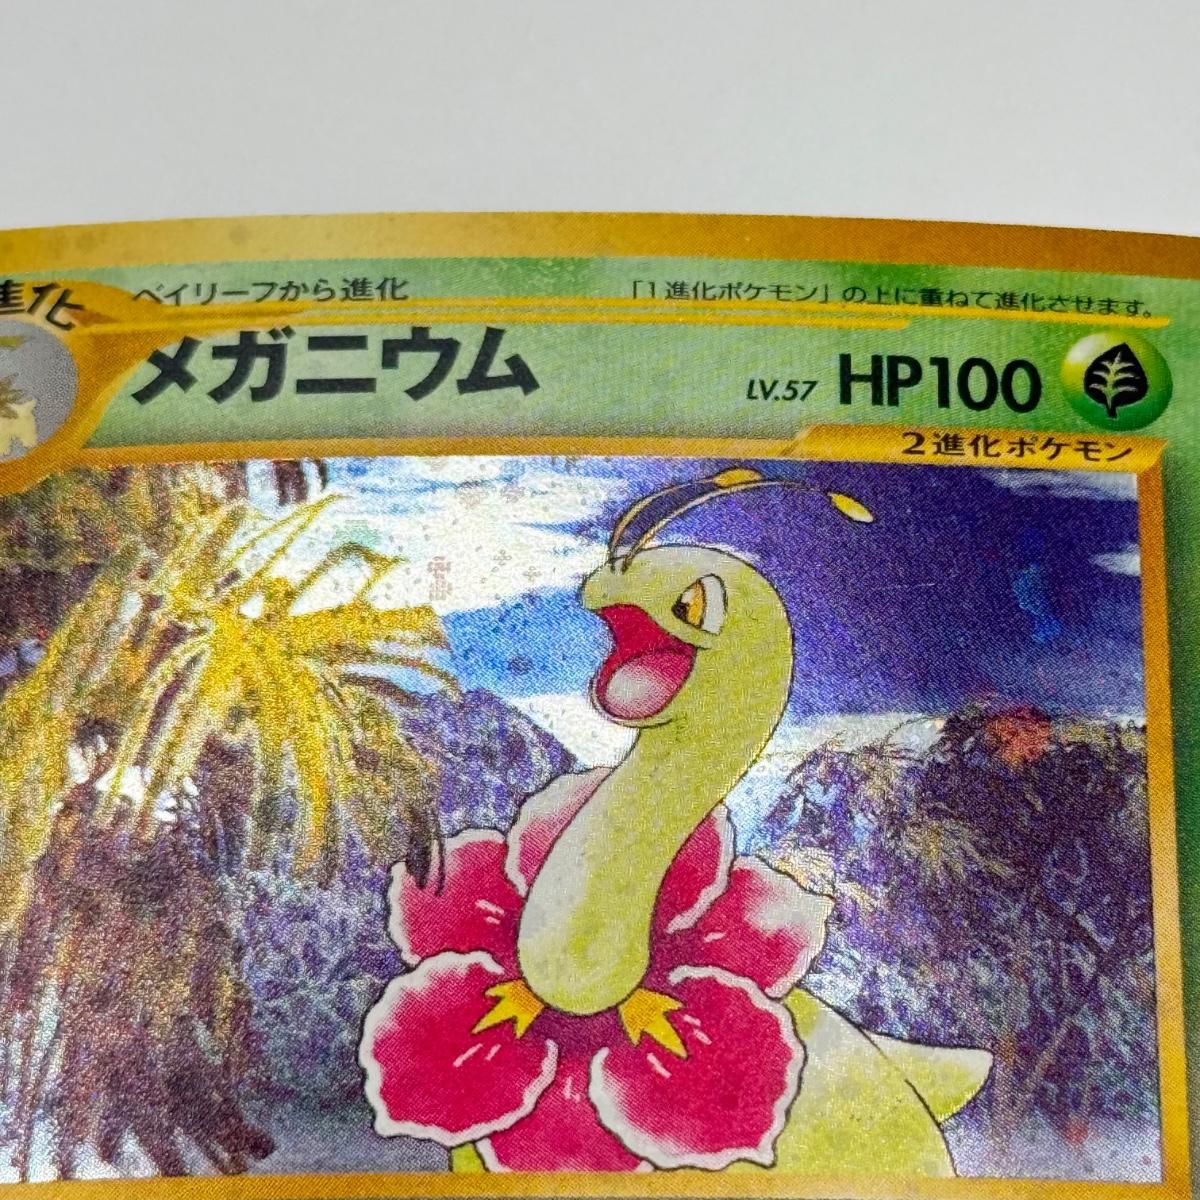 進化
ベイリーフから進化 「1進化ポケモン」の上に重ねて進化させます。
メガニウム LV.57 HP100
2進化ポケモン